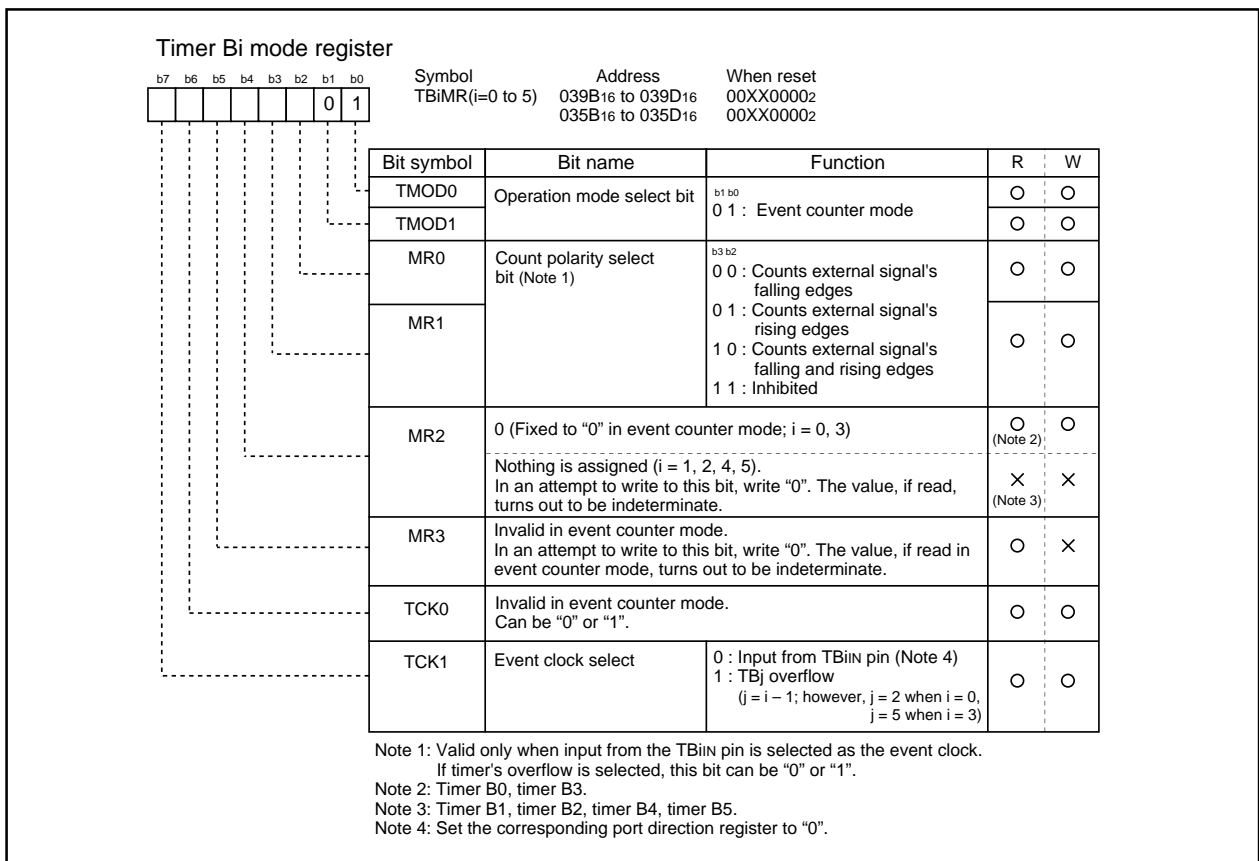 Timer Bi mode register
b7 b6 b5 b4 b3 b2 b1 b0
0 1
Symbol Address When reset
TBiMR(i=0 to 5) 039B16 to 039D16 00XX00002
035B16 to 035D16 00XX00002
Bit symbol Bit name Function R W
TMOD0 Operation mode select bit b1 b0
0 1 : Event counter mode
TMOD1
MR0 Count polarity select
bit (Note 1)
b3 b2
0 0 : Counts external signal's
falling edges
0 1 : Counts external signal's
rising edges
1 0 : Counts external signal's
falling and rising edges
1 1 : Inhibited
MR1
MR2 0 (Fixed to “0” in event counter mode; i = 0, 3)
(Note 2)
Nothing is assigned (i = 1, 2, 4, 5).
In an attempt to write to this bit, write “0”. The value, if read,
turns out to be indeterminate.
(Note 3)
MR3 Invalid in event counter mode.
In an attempt to write to this bit, write “0”. The value, if read in
event counter mode, turns out to be indeterminate.
TCK0 Invalid in event counter mode.
Can be “0” or “1”.
TCK1 Event clock select 0 : Input from TBiIN pin (Note 4)
1 : TBj overflow
(j = i – 1; however, j = 2 when i = 0,
j = 5 when i = 3)
Note 1: Valid only when input from the TBiIN pin is selected as the event clock.
If timer's overflow is selected, this bit can be “0” or “1”.
Note 2: Timer B0, timer B3.
Note 3: Timer B1, timer B2, timer B4, timer B5.
Note 4: Set the corresponding port direction register to “0”.